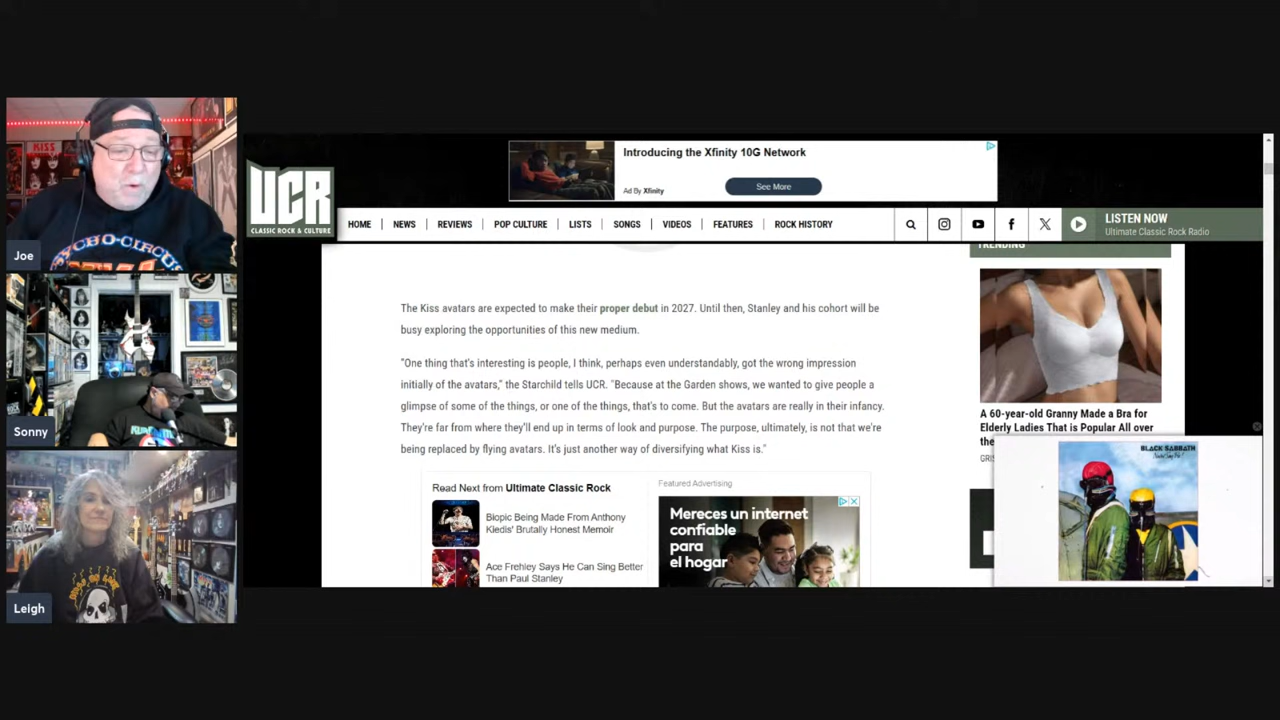 KISS
PSYCHO-CIRCUS
Joe
Sonny
Leigh
Introducing the Xfinity 10G Network
Ad By Xfinity
See More
UCR
CLASSIC ROCK & CULTURE
HOME
NEWS
REVIEWS
POP CULTURE
LISTS
SONGS
VIDEOS
FEATURES
ROCK HISTORY
LISTEN NOW
Ultimate Classic Rock Radio
The Kiss avatars are expected to make their proper debut in 2027. Until then, Stanley and his cohort will be
busy exploring the opportunities of this new medium.
"One thing that's interesting is people, I think, perhaps even understandably, got the wrong impression
initially of the avatars," the Starchild tells UCR. "Because at the Garden shows, we wanted to give people a
glimpse of some of the things, or one of the things, that's to come. But the avatars are really in their infancy.
They're far from where they'll end up in terms of look and purpose. The purpose, ultimately, is not that we're
being replaced by flying avatars. It's just another way of diversifying what Kiss is."
Read Next from Ultimate Classic Rock
Biopic Being Made From Anthony
Kiedis' Brutally Honest Memoir
Ace Frehley Says He Can Sing Better
Than Paul Stanley
Featured Advertising
Mereces un internet
confiable
para
el hogar
TRENDING
A 60-year-old Granny Made a Bra for
Elderly Ladies That is Popular All over
the
BLACK SABBATH
Never Say Die!